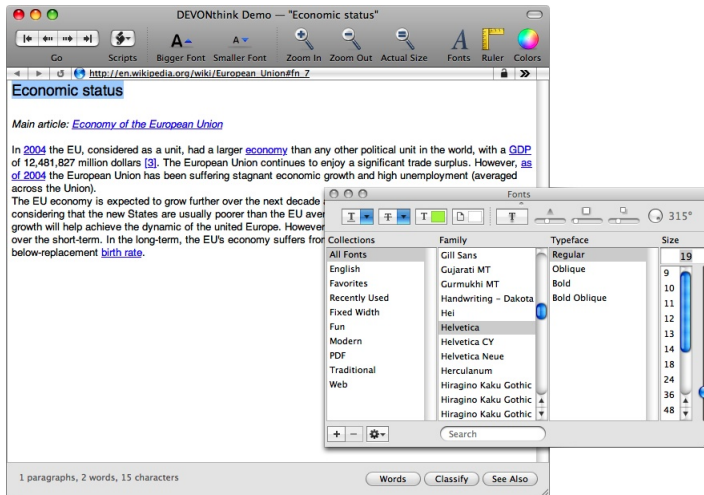 DEVONthink Demo — "Economic status"
Go Scripts Bigger Font Smaller Font Zoom In Zoom Out Actual Size Fonts Ruler Colors
http://en.wikipedia.org/wiki/European_Union#fn_7
Economic status
Main article: Economy of the European Union
In 2004 the EU, considered as a unit, had a larger economy than any other political unit in the world, with a GDP
of 12,481,827 million dollars [3]. The European Union continues to enjoy a significant trade surplus. However, as
of 2004 the European Union has been suffering stagnant economic growth and high unemployment (averaged
across the Union).
The EU economy is expected to grow further over the next decade
considering that the new States are usually poorer than the EU aver
growth will help achieve the dynamic of the united Europe. However
over the short-term. In the long-term, the EU's economy suffers from
below-replacement birth rate.
Fonts
T T T T 315°
Collections Family Typeface Size
All Fonts Gill Sans Regular 19
English Gujarati MT Oblique 9
Favorites Gurmukhi MT Bold 10
Recently Used Handwriting – Dakota Bold Oblique 11
Fixed Width Hei 12
Fun Helvetica 13
Modern Helvetica CY 14
PDF Helvetica Neue 18
Traditional Herculanum 24
Web Hiragino Kaku Gothic 36
Hiragino Kaku Gothic 48
Hiragino Kaku Gothic
Search
1 paragraphs, 2 words, 15 characters
Words Classify See Also